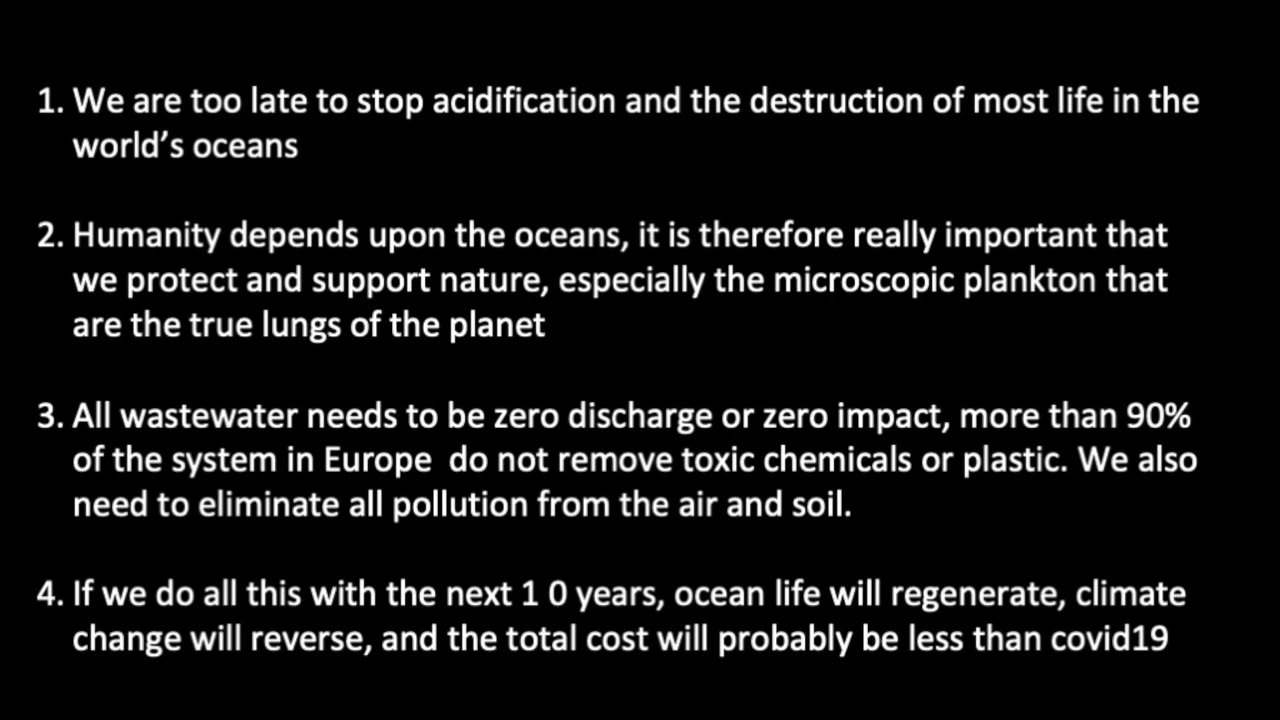 1. We are too late to stop acidification and the destruction of most life in the
world's oceans
2. Humanity depends upon the oceans, it is therefore really important that
we protect and support nature, especially the microscopic plankton that
are the true lungs of the planet
3. All wastewater needs to be zero discharge or zero impact, more than 90%
of the system in Europe  do not remove toxic chemicals or plastic. We also
need to eliminate all pollution from the air and soil.
4. If we do all this with the next 1 0 years, ocean life will regenerate, climate
change will reverse, and the total cost will probably be less than covid19